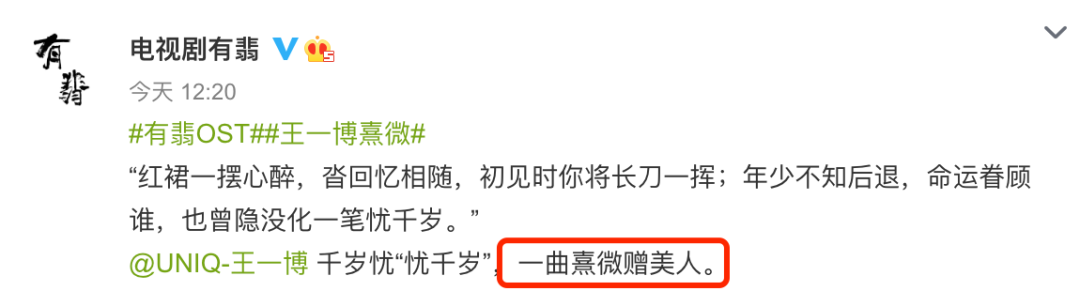 有翡
电视剧有翡
5
今天 12:20
#有翡OST##王一博熹微#
“红裙一摆心醉，沓回忆相随，初见时你将长刀一挥；年少不知后退，命运眷顾
谁，也曾隐没化一笔忧千岁。”
@UNIQ-王一博 千岁忧“忧千岁”，一曲熹微赠美人。